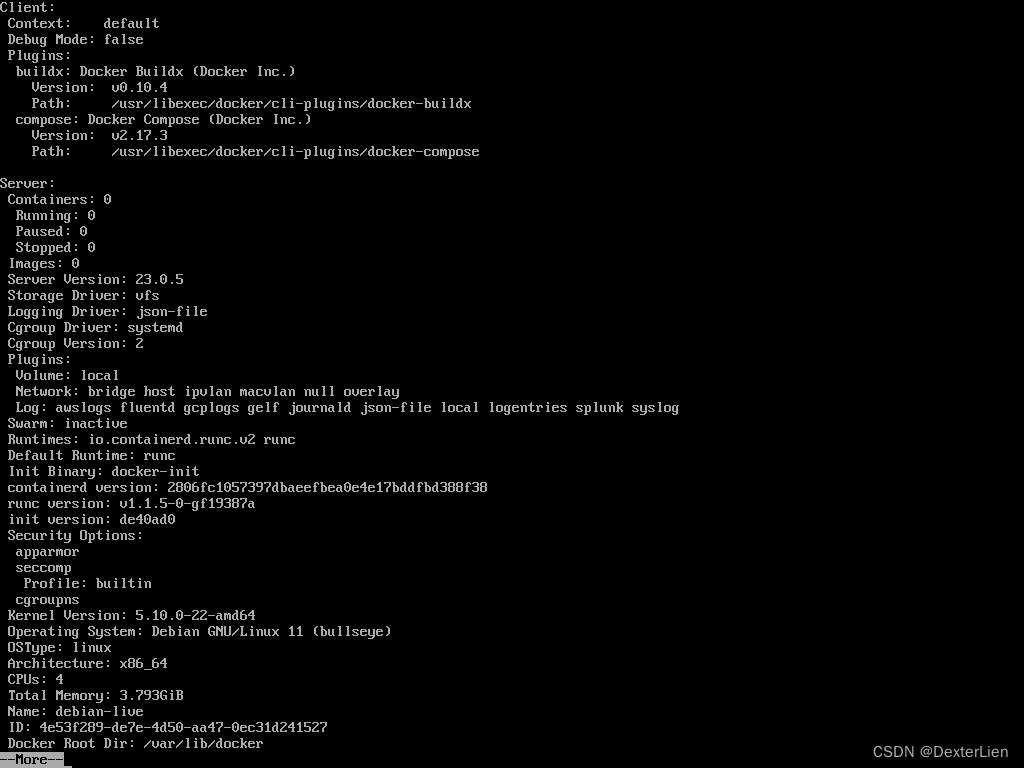 Client:
 Context:    default
 Debug Mode: false
 Plugins:
  buildx: Docker Buildx (Docker Inc.)
    Version:  v0.10.4
    Path:     /usr/libexec/docker/cli-plugins/docker-buildx
  compose: Docker Compose (Docker Inc.)
    Version:  v2.17.3
    Path:     /usr/libexec/docker/cli-plugins/docker-compose

Server:
 Containers: 0
  Running: 0
  Paused: 0
  Stopped: 0
 Images: 0
 Server Version: 23.0.5
 Storage Driver: vfs
 Logging Driver: json-file
 Cgroup Driver: systemd
 Cgroup Version: 2
 Plugins:
  Volume: local
  Network: bridge host ipvlan macvlan null overlay
  Log: awslogs fluentd gcplogs gelf journald json-file local logentries splunk syslog
 Swarm: inactive
 Runtimes: io.containerd.runc.v2 runc
 Default Runtime: runc
 Init Binary: docker-init
 containerd version: 2806fc1057397dbaeefbea0e4e17bddfbd388f38
 runc version: v1.1.5-0-gf19387a
 init version: de40ad0
 Security Options:
  apparmor
  seccomp
   Profile: builtin
  cgroupns
 Kernel Version: 5.10.0-22-amd64
 Operating System: Debian GNU/Linux 11 (bullseye)
 OSType: linux
 Architecture: x86_64
 CPUs: 4
 Total Memory: 3.793GiB
 Name: debian-live
 ID: 4e53f289-de7e-4d50-aa47-0ec31d241527
 Docker Root Dir: /var/lib/docker
--More--
CSDN @DexterLien